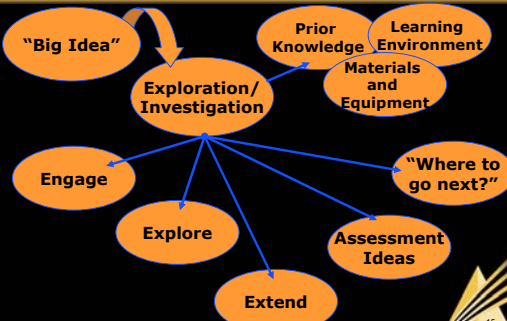 “Big Idea”
Prior
Knowledge
Learning
Environment
Materials
and
Equipment
Exploration/
Investigation
Engage
“Where to
go next?”
Explore
Assessment
Ideas
Extend